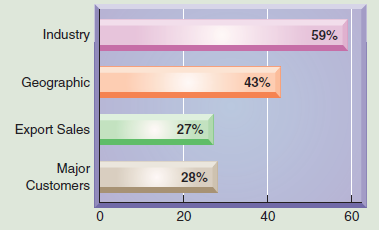 Industry 59%
Geographic 43%
Export Sales 27%
Major
Customers 28%
0 20 40 60